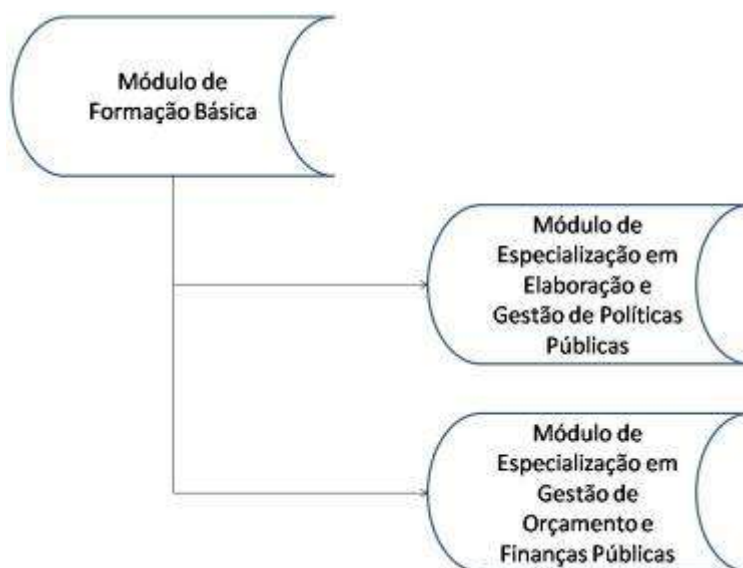 Módulo de
Formação Básica
Módulo de
Especialização em
Elaboração e
Gestão de Políticas
Públicas
Módulo de
Especialização em
Gestão de
Orçamento e
Finanças Públicas